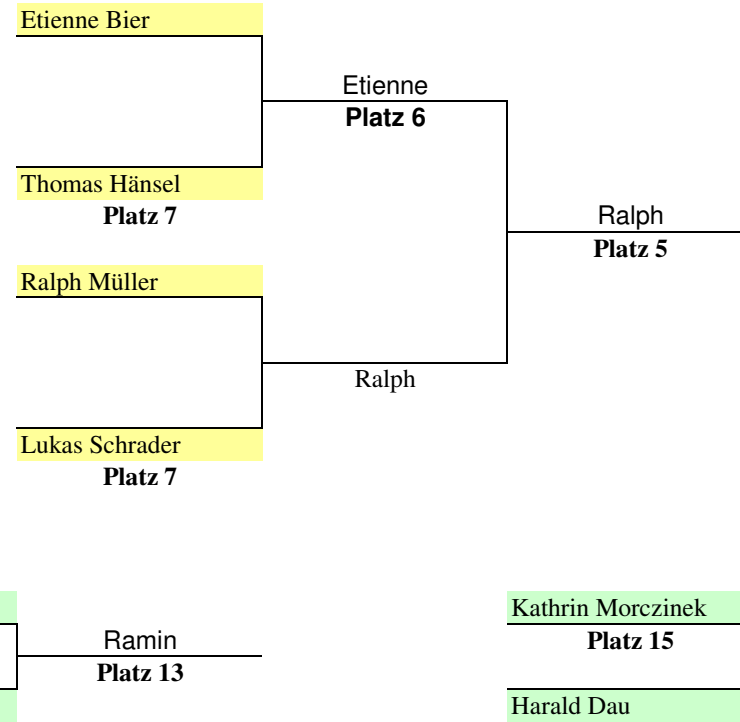 Etienne Bier
Etienne
Platz 6
Thomas Hänsel
Platz 7
Ralph
Platz 5
Ralph Müller
Ralph
Lukas Schrader
Platz 7
Kathrin Morczinek
Ramin
Platz 15
Platz 13
Harald Dau